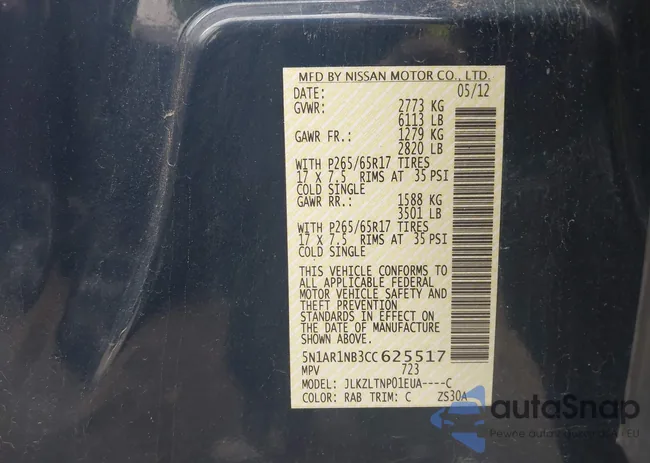 MFD BY NISSAN MOTOR CO., LTD.
DATE: 05/12
GVWR: 2773 KG
6113 LB
GAWR FR.: 1279 KG
2820 LB
WITH P265/65R17 TIRES
17 X 7.5 RIMS AT 35 PSI
COLD SINGLE
GAWR RR.: 1588 KG
3501 LB
WITH P265/65R17 TIRES
17 X 7.5 RIMS AT 35 PSI
COLD SINGLE
THIS VEHICLE CONFORMS TO
ALL APPLICABLE FEDERAL
MOTOR VEHICLE SAFETY AND
THEFT PREVENTION
STANDARDS IN EFFECT ON
THE DATE OF MANUFACTURE
SHOWN ABOVE.
5N1AR1NB3CC625517
MPV 723
MODEL: JLKZLTNP01EUA----C
COLOR: RAB TRIM: C ZS30A
autoSnap
Pewne auto